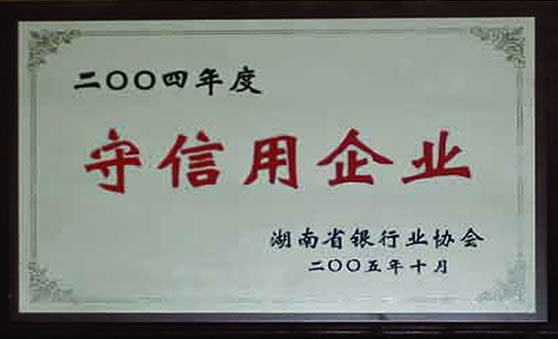 二〇〇四年度
守信用企业
湖南省银行业协会
二〇〇五年十月